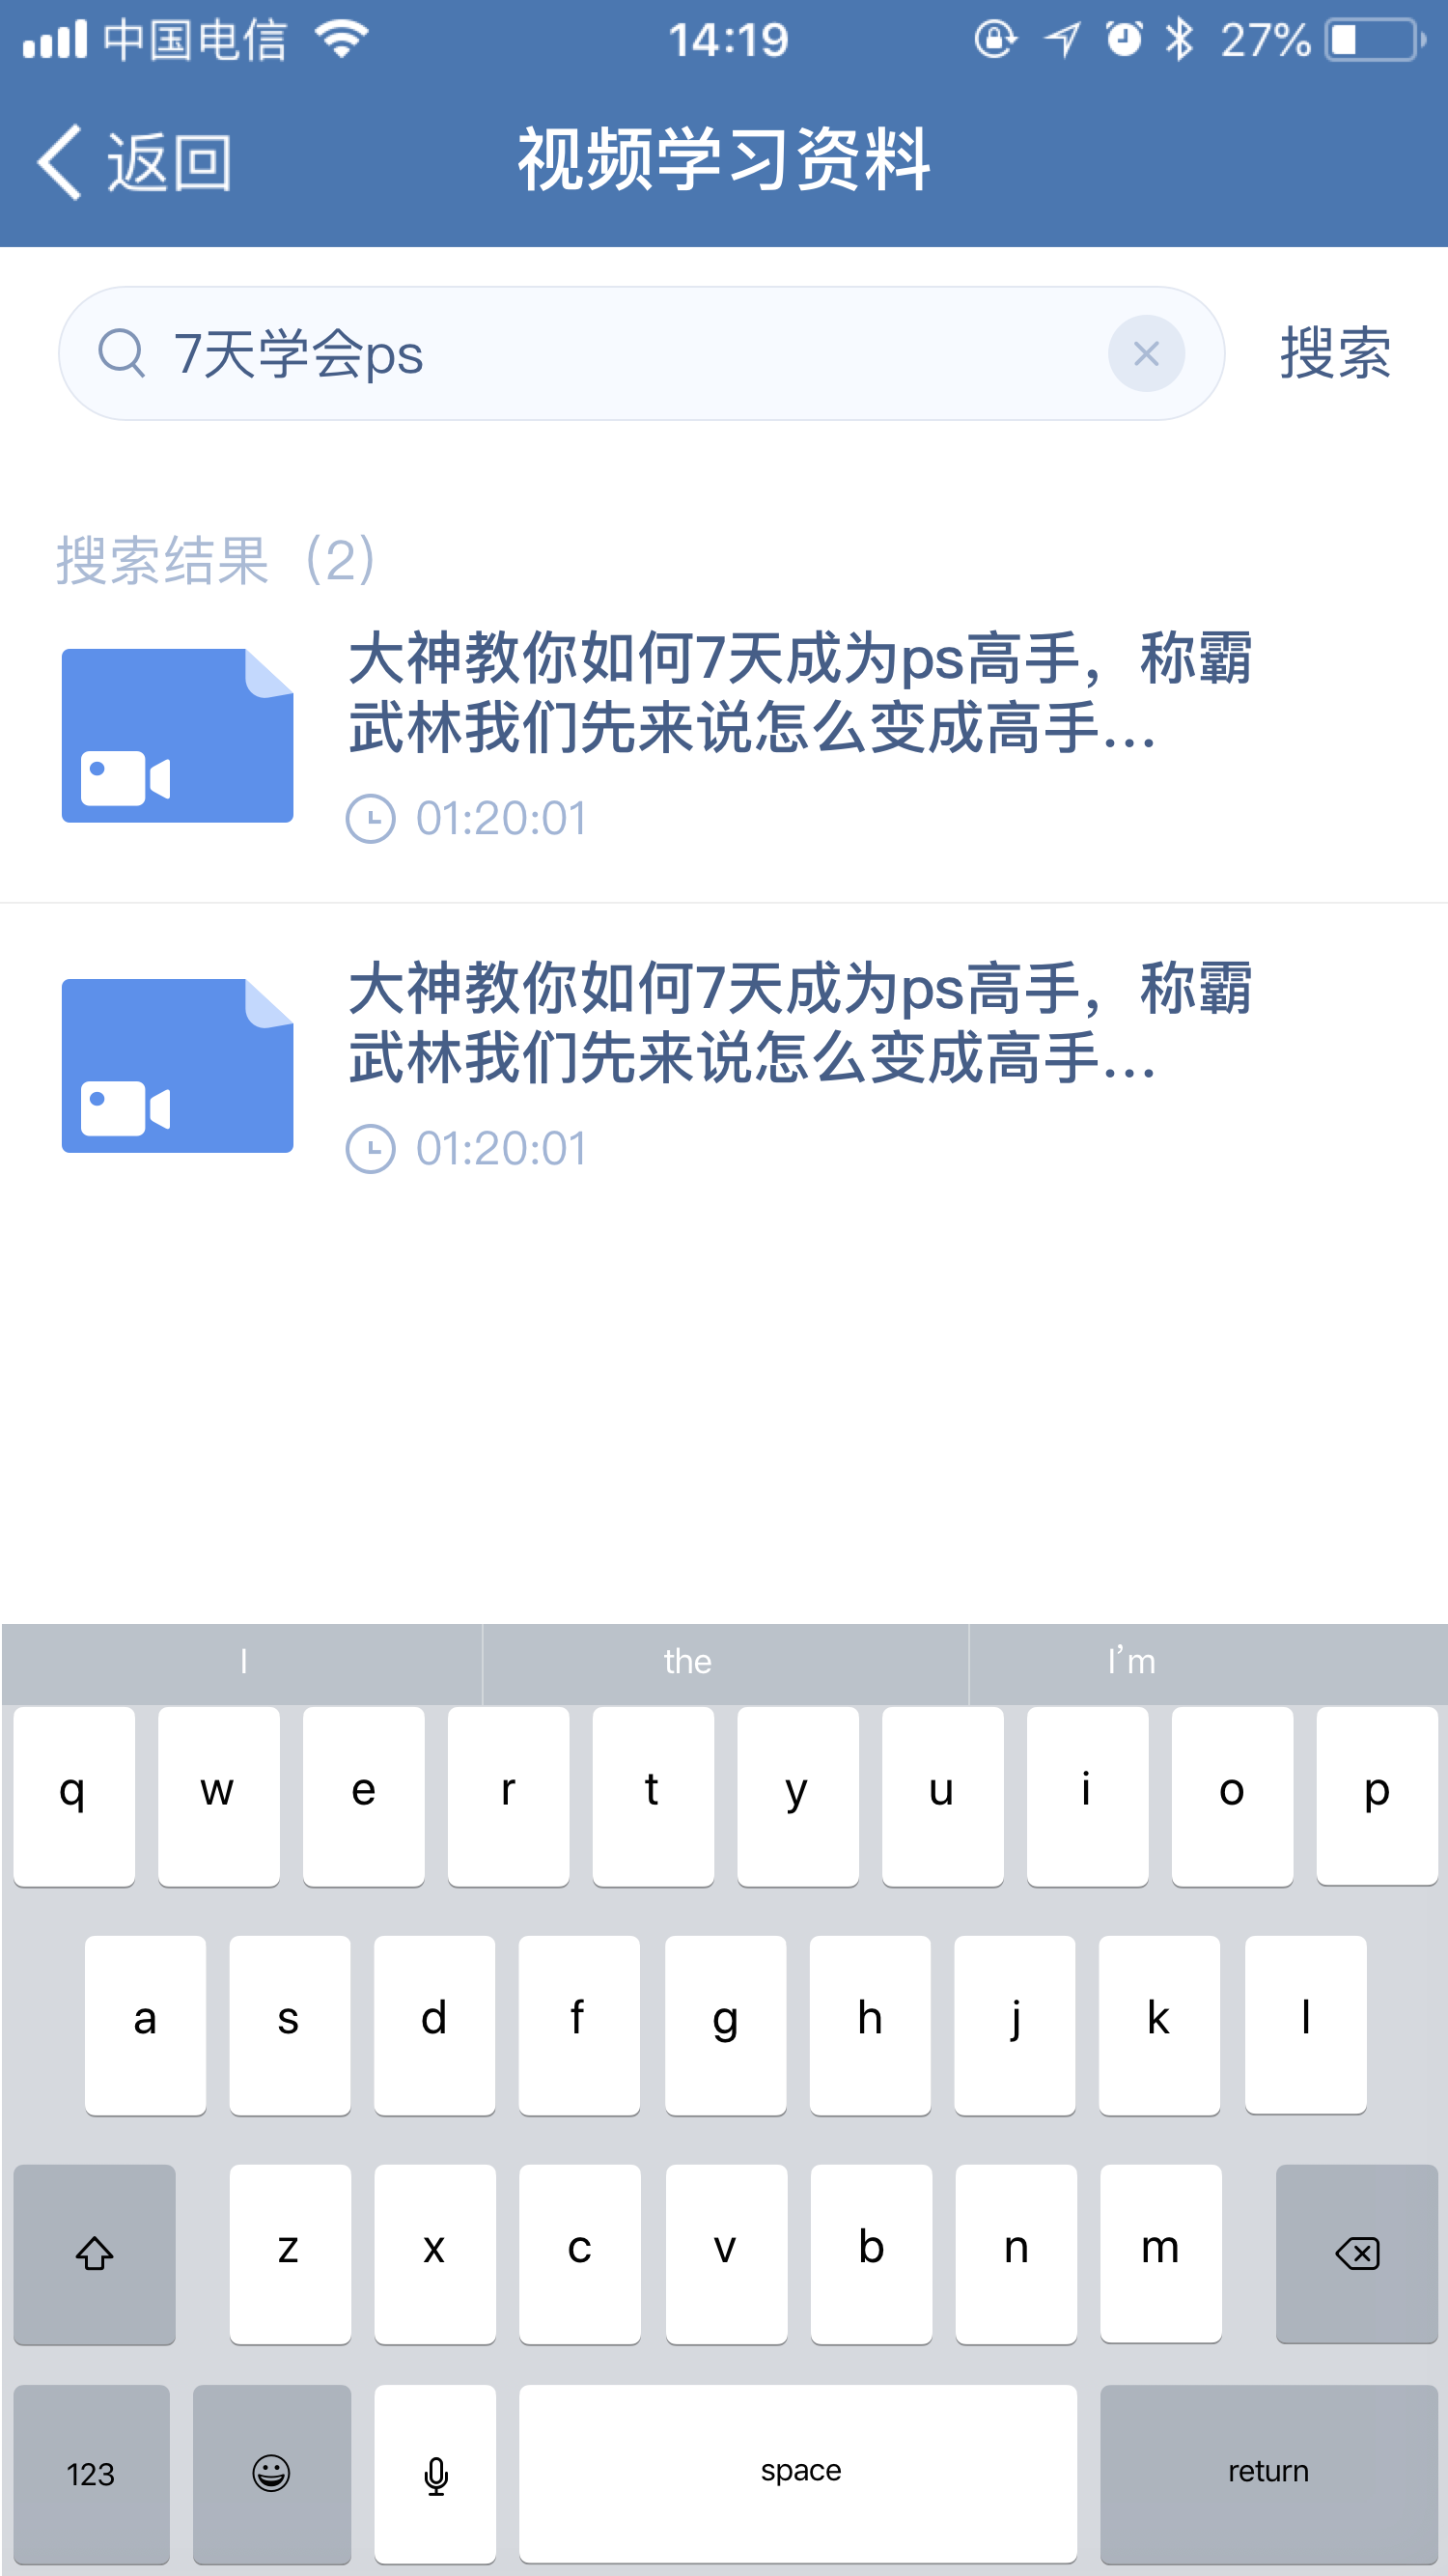 中国电信 14:19 27%
返回 视频学习资料
7天学会ps 搜索
搜索结果（2）
大神教你如何7天成为ps高手，称霸
武林我们先来说怎么变成高手...
01:20:01
大神教你如何7天成为ps高手，称霸
武林我们先来说怎么变成高手...
01:20:01
I the I’m
q w e r t y u i o p
a s d f g h j k l
z x c v b n m
123 space return